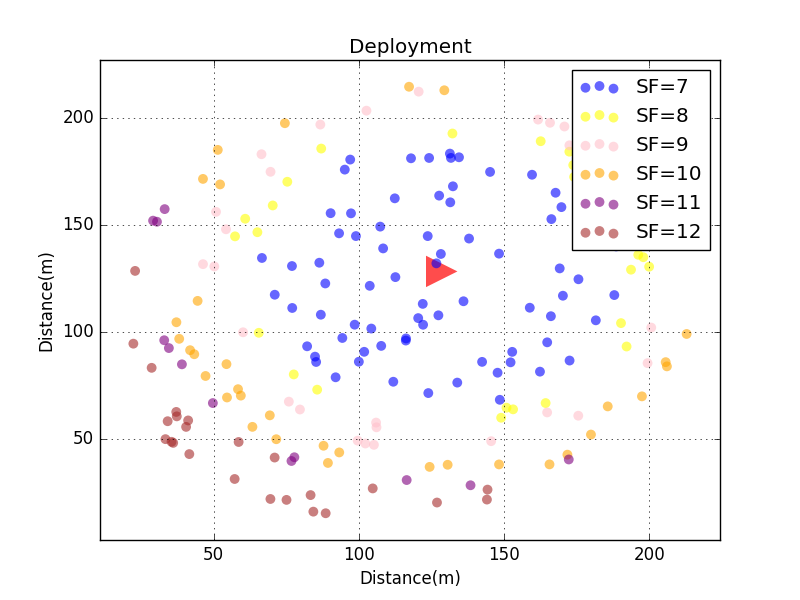 Deployment
SF=7
SF=8
SF=9
SF=10
SF=11
SF=12
200
150
100
50
Distance(m)
50 100 150 200
Distance(m)